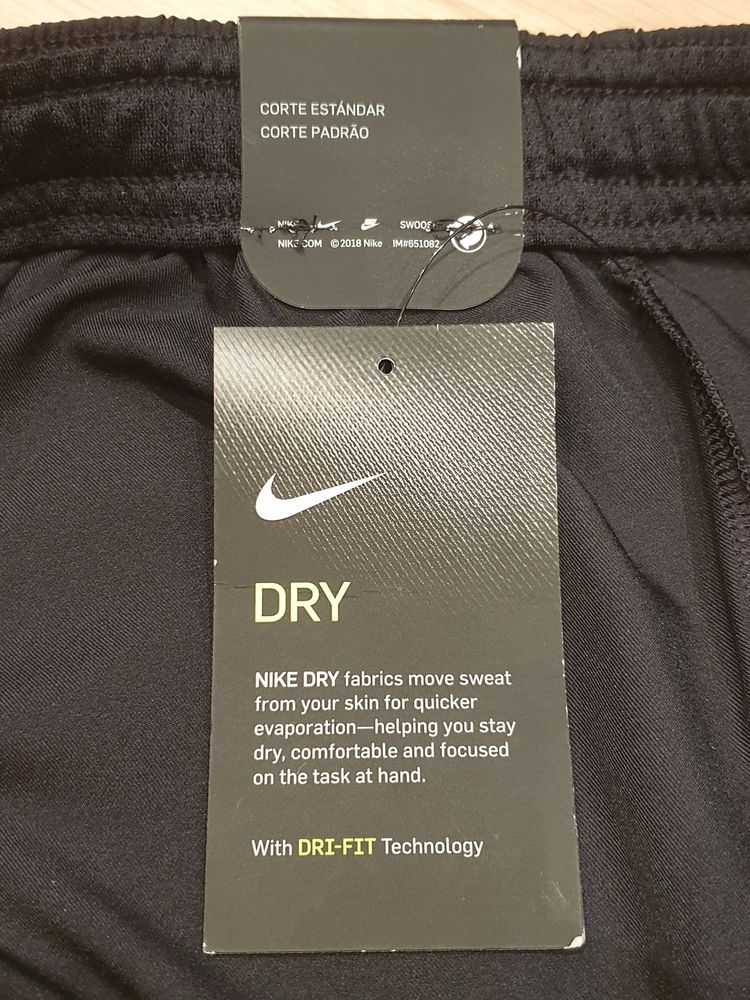 CORTE ESTÁNDAR
CORTE PADRÃO
NIKE.COM ©2018 Nike IM#651082
DRY
NIKE DRY fabrics move sweat
from your skin for quicker
evaporation—helping you stay
dry, comfortable and focused
on the task at hand.
With DRI-FIT Technology